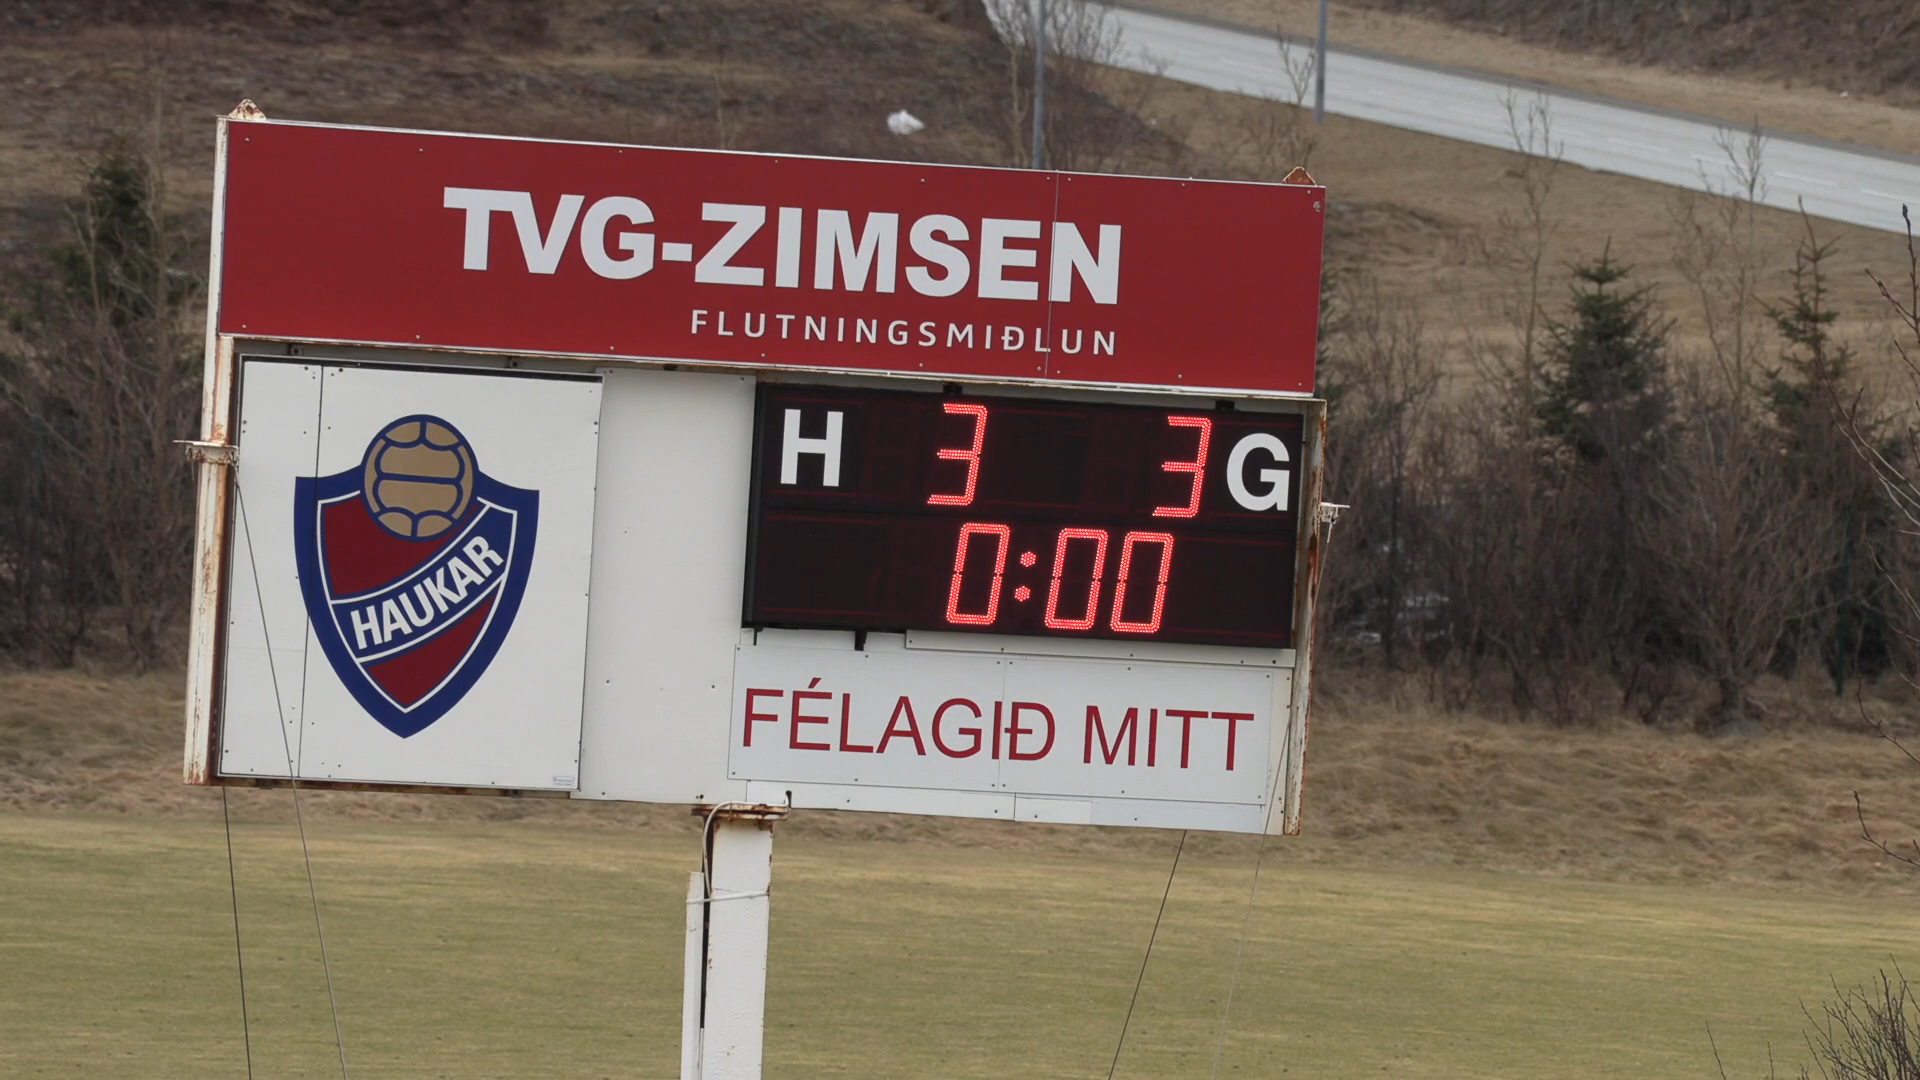 TVG-ZIMSEN
FLUTNINGSMIÐLUN
HAUKAR
H 3 3 G
0:00
FÉLAGIÐ MITT